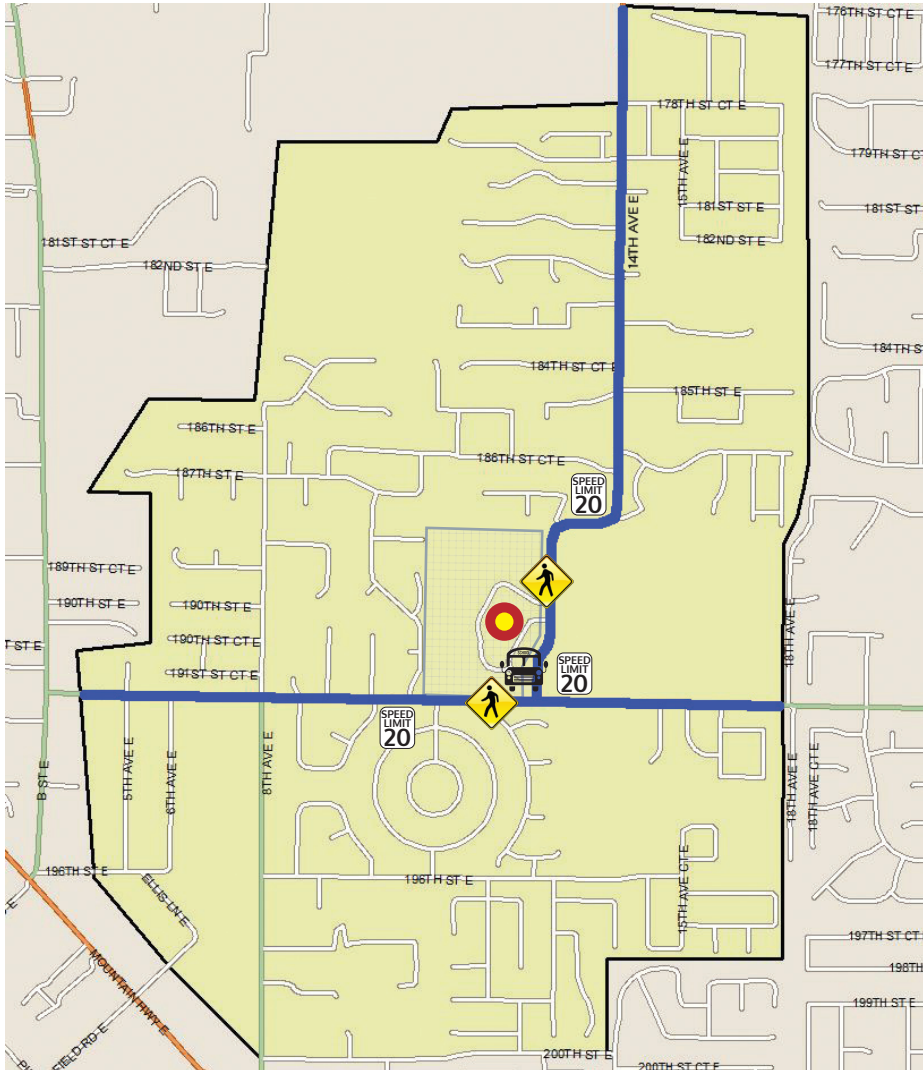 176TH ST CT E
177TH ST CT E
178TH ST CT E
179TH ST C
15TH AVE E
181ST ST E
181ST
182ND ST E
14TH AVE E
181ST ST CT E
182ND ST E
184TH S
184TH ST CT E
185TH ST E
186TH ST E
186TH ST CT E
187TH ST E
SPEED
LIMIT
20
189TH ST CT E
190TH ST E
190TH ST E
190TH ST CT E
T ST E
18TH AVE E
191ST ST CT E
SPEED
LIMIT
20
SPEED
LIMIT
20
B ST E
5TH AVE E
6TH AVE E
8TH AVE E
18TH AVE E
18TH AVE CT E
196TH ST E
196TH ST E
ELLIS LN E
15TH AVE CT E
E
197TH ST CT
198TH
MOUNTAIN HWY E
199TH ST CT E
FIELD RD E
200TH ST E
200TH ST CT E